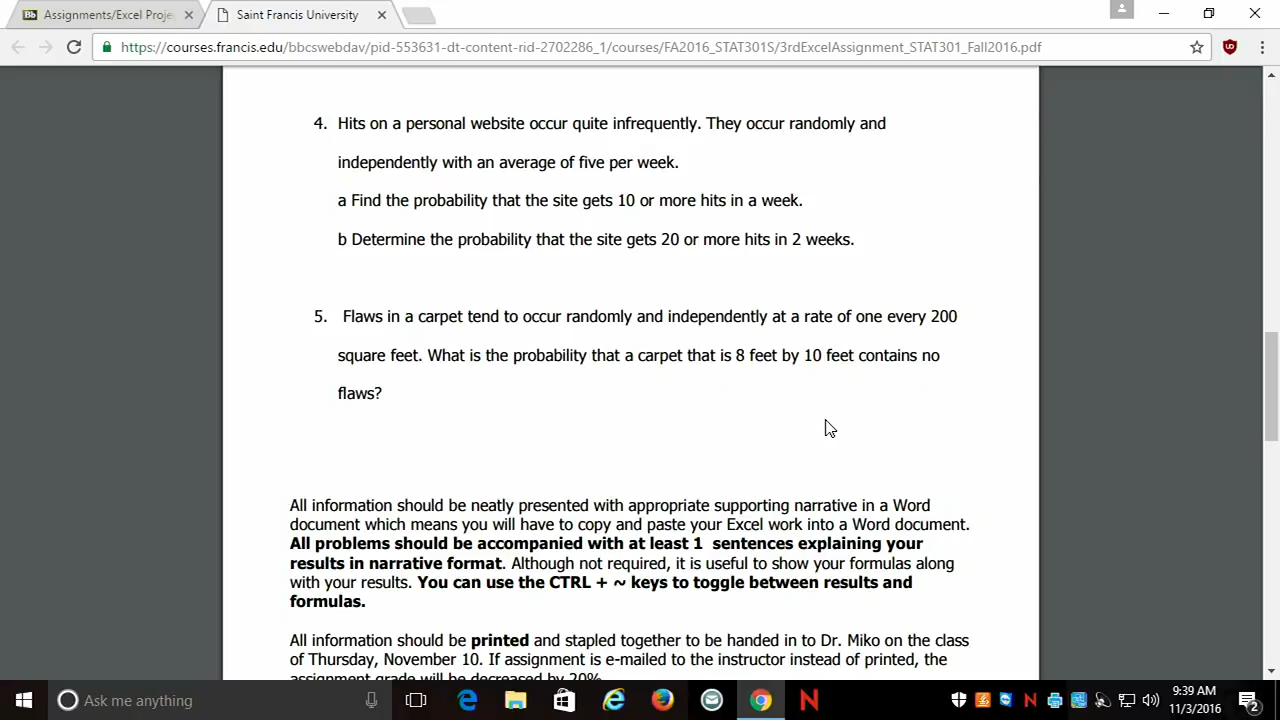 Bb Assignments/Excel Proje
Saint Francis University
https://courses.francis.edu/bbcswebdav/pid-553631-dt-content-rid-2702286_1/courses/FA2016_STAT301S/3rdExcelAssignment_STAT301_Fall2016.pdf
4. Hits on a personal website occur quite infrequently. They occur randomly and
independently with an average of five per week.
a Find the probability that the site gets 10 or more hits in a week.
b Determine the probability that the site gets 20 or more hits in 2 weeks.
5. Flaws in a carpet tend to occur randomly and independently at a rate of one every 200
square feet. What is the probability that a carpet that is 8 feet by 10 feet contains no
flaws?
All information should be neatly presented with appropriate supporting narrative in a Word
document which means you will have to copy and paste your Excel work into a Word document.
All problems should be accompanied with at least 1 sentences explaining your
results in narrative format. Although not required, it is useful to show your formulas along
with your results. You can use the CTRL + ~ keys to toggle between results and
formulas.
All information should be printed and stapled together to be handed in to Dr. Miko on the class
of Thursday, November 10. If assignment is e-mailed to the instructor instead of printed, the
assignment grade will be decreased by 20%.
Ask me anything
9:39 AM
11/3/2016
2